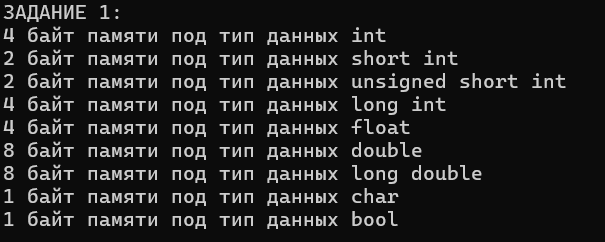 ЗАДАНИЕ 1:
4 байт памяти под тип данных int
2 байт памяти под тип данных short int
2 байт памяти под тип данных unsigned short int
4 байт памяти под тип данных long int
4 байт памяти под тип данных float
8 байт памяти под тип данных double
8 байт памяти под тип данных long double
1 байт памяти под тип данных char
1 байт памяти под тип данных bool